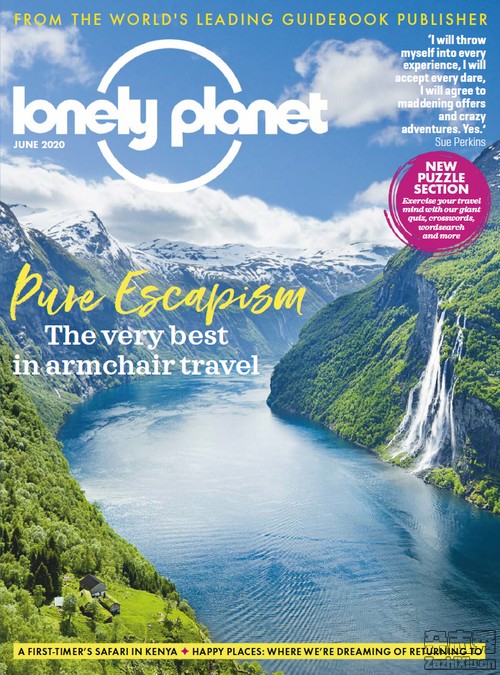 FROM THE WORLD'S LEADING GUIDEBOOK PUBLISHER
'I will throw
myself into every
experience, I will
accept every dare,
I will agree to
maddening offers
and crazy
adventures. Yes.'
Sue Perkins
lonely planet
JUNE 2020
NEW
PUZZLE
SECTION
Exercise your travel
mind with our giant
quiz, crosswords,
wordsearch
and more
Pure Escapism
The very best
in armchair travel
A FIRST-TIMER'S SAFARI IN KENYA ✦ HAPPY PLACES: WHERE WE'RE DREAMING OF RETURNING TO